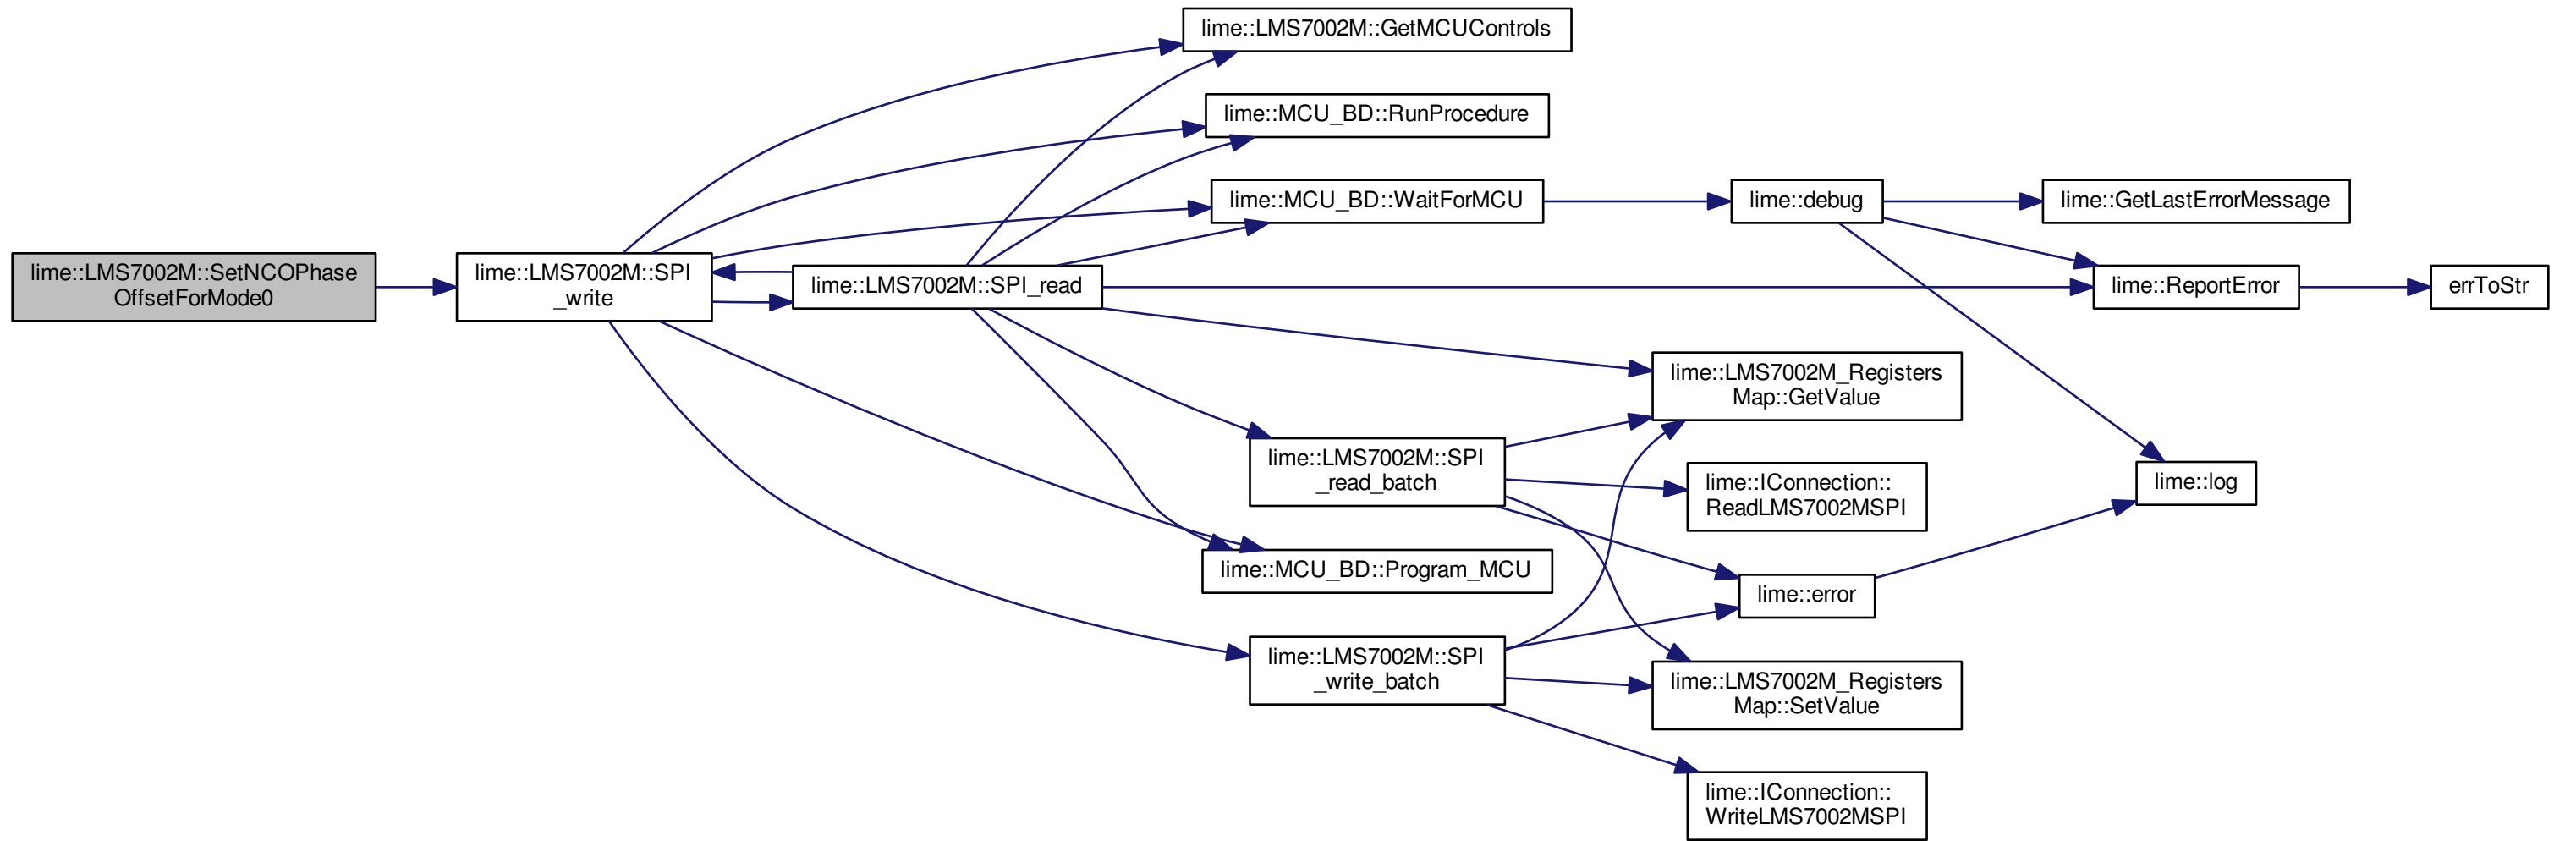 lime::LMS7002M::SetNCOPhase
OffsetForMode0
lime::LMS7002M::SPI
_write
lime::LMS7002M::SPI_read
lime::LMS7002M::GetMCUControls
lime::MCU_BD::RunProcedure
lime::MCU_BD::WaitForMCU
lime::debug
lime::GetLastErrorMessage
lime::ReportError
errToStr
lime::LMS7002M_Registers
Map::GetValue
lime::LMS7002M::SPI
_read_batch
lime::IConnection::
ReadLMS7002MSPI
lime::log
lime::MCU_BD::Program_MCU
lime::error
lime::LMS7002M::SPI
_write_batch
lime::LMS7002M_Registers
Map::SetValue
lime::IConnection::
WriteLMS7002MSPI